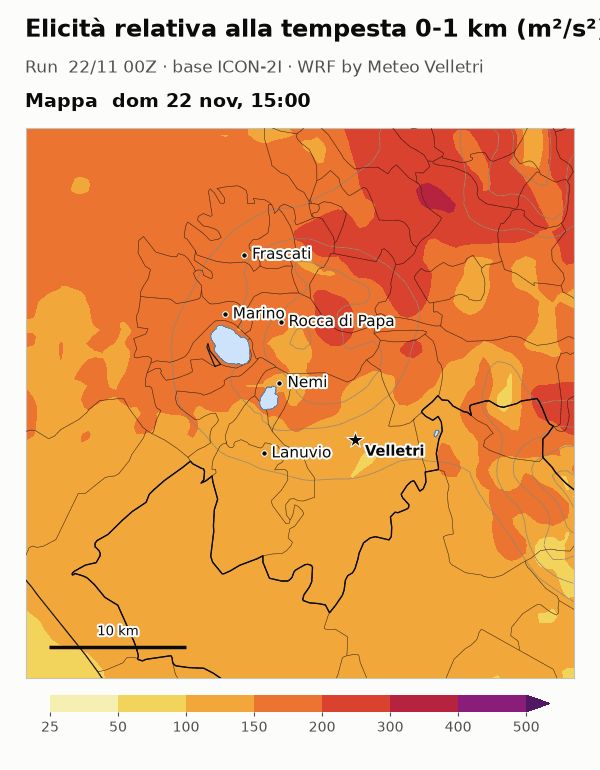 Elicità relativa alla tempesta 0-1 km (m²/s²)
Run 22/11 00Z · base ICON-2I · WRF by Meteo Velletri
Mappa dom 22 nov, 15:00
Frascati
Marino
Rocca di Papa
Nemi
Velletri
Lanuvio
10 km
25 50 100 150 200 300 400 500